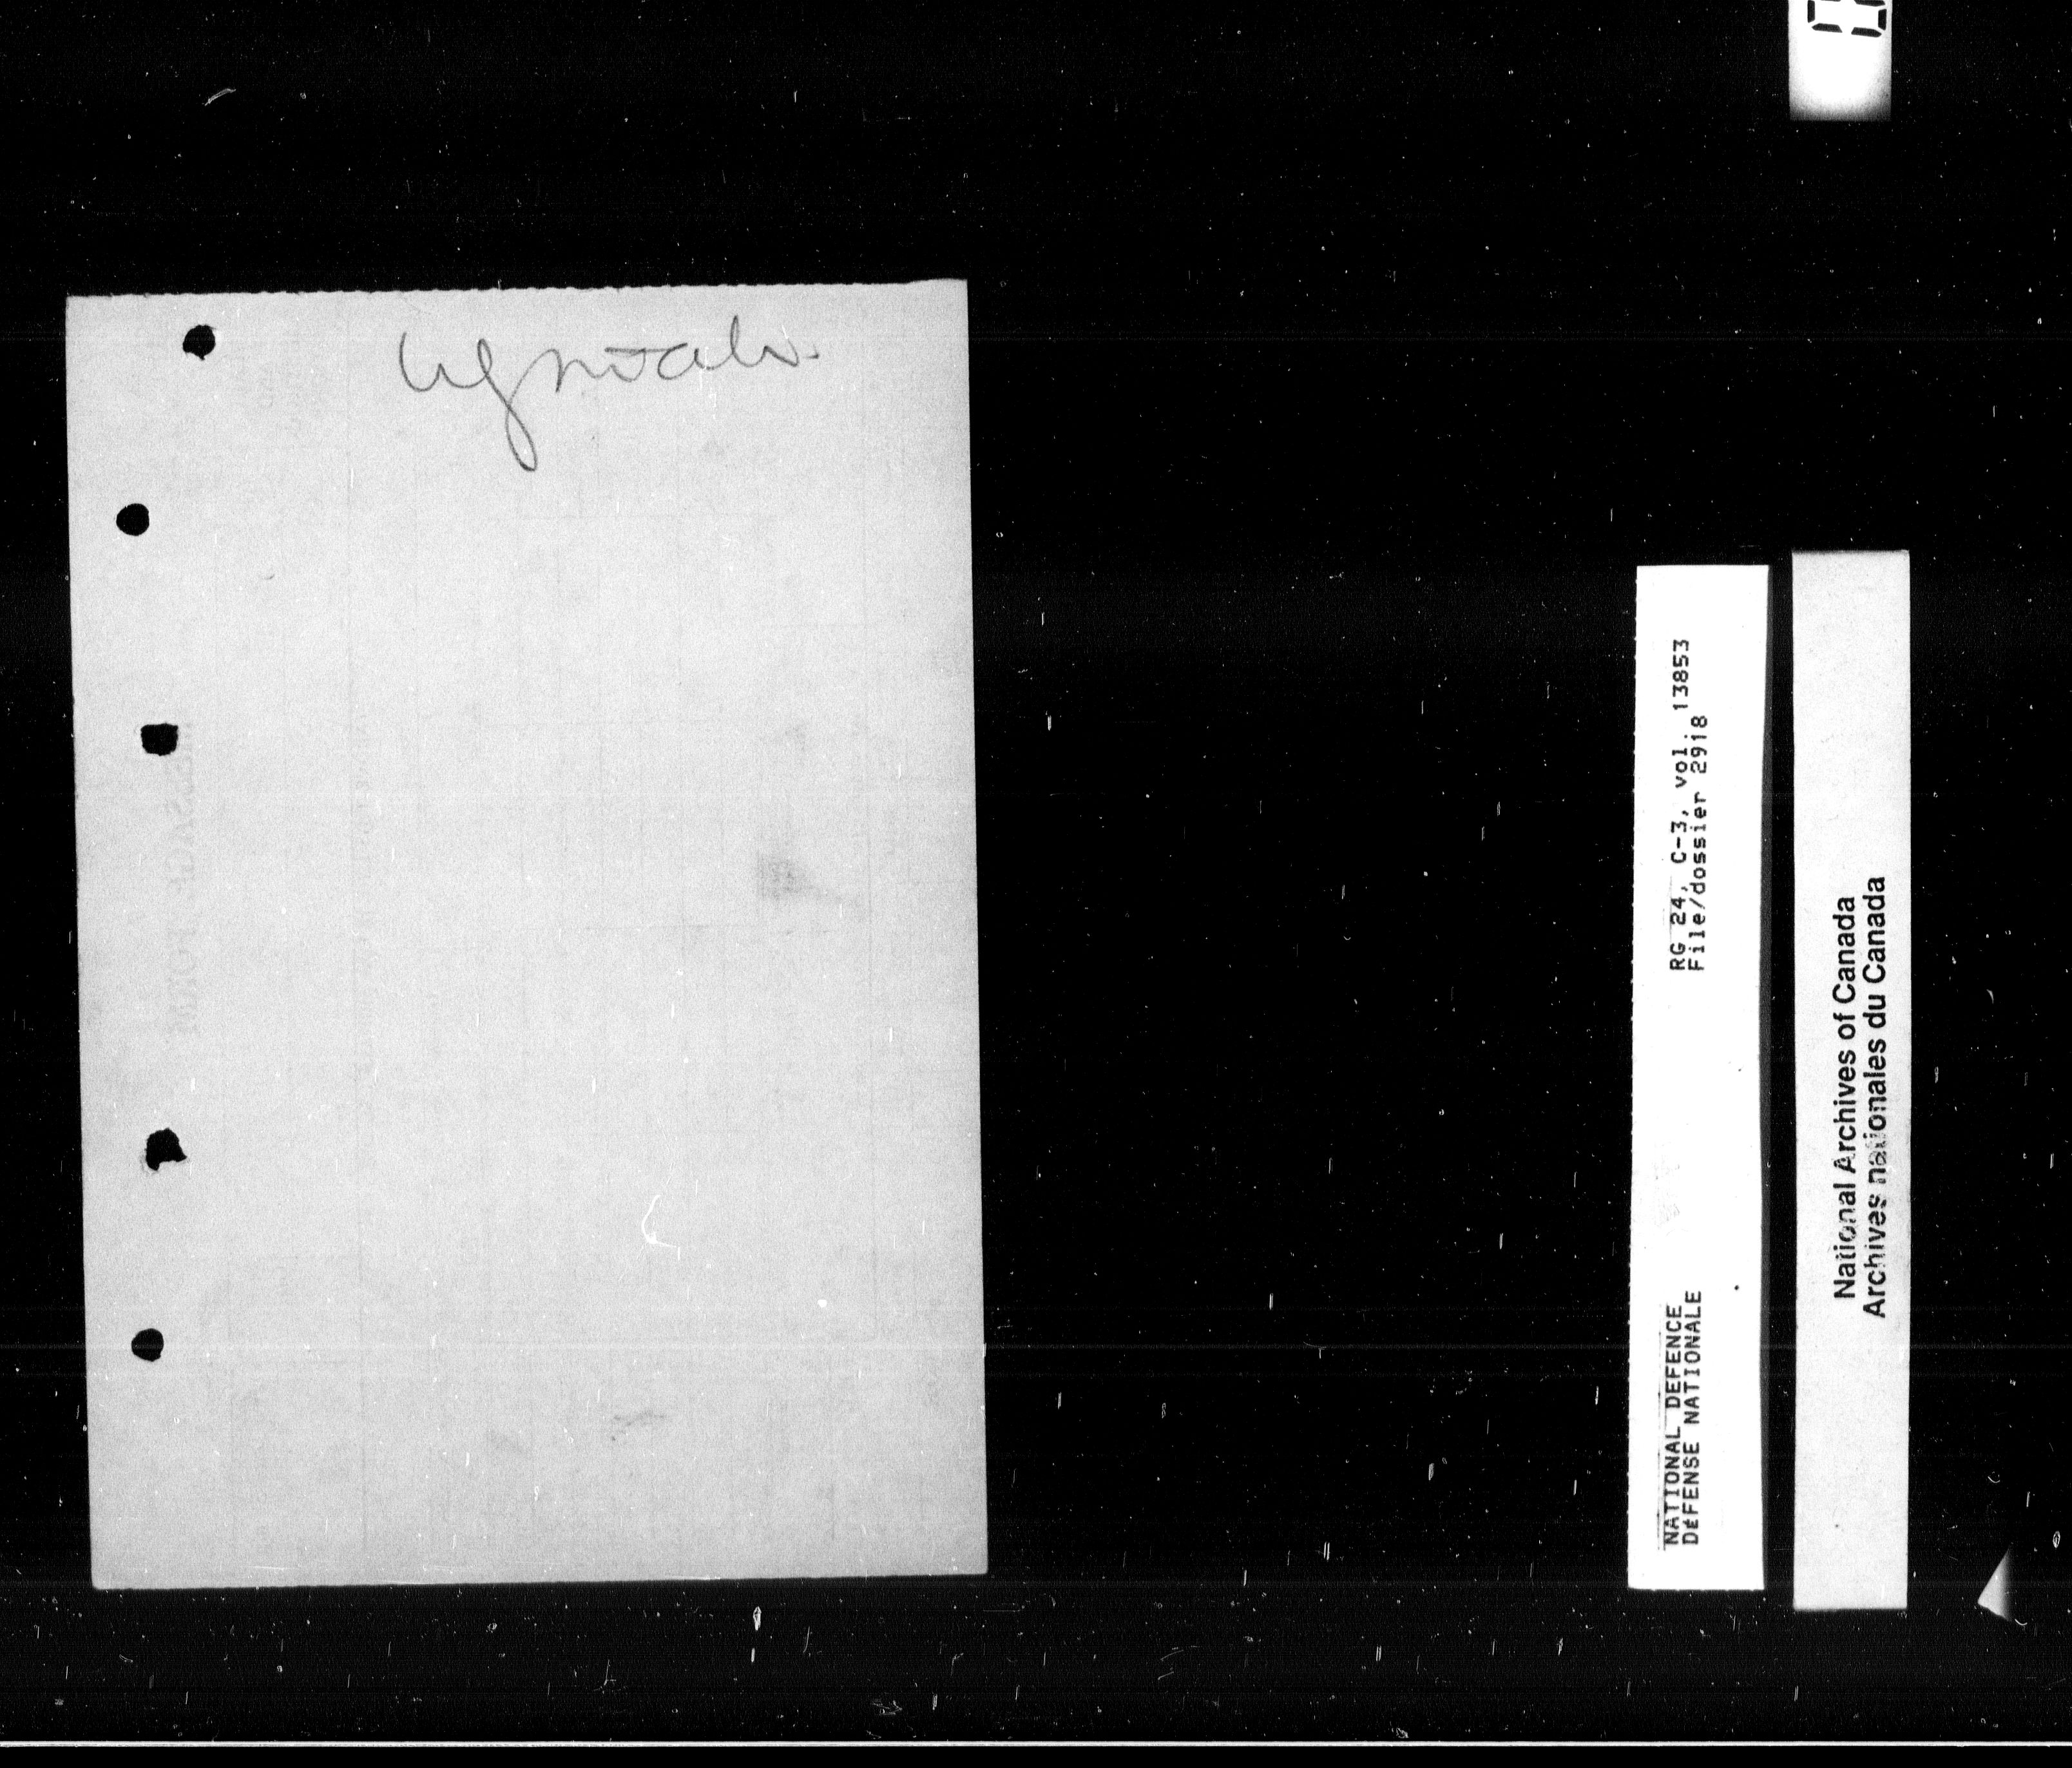 RG 24, C-3, vol. 13853
File/dossier 2918
NATIONAL DEFENCE
DÉFENSE NATIONALE
National Archives of Canada
Archives nationales du Canada